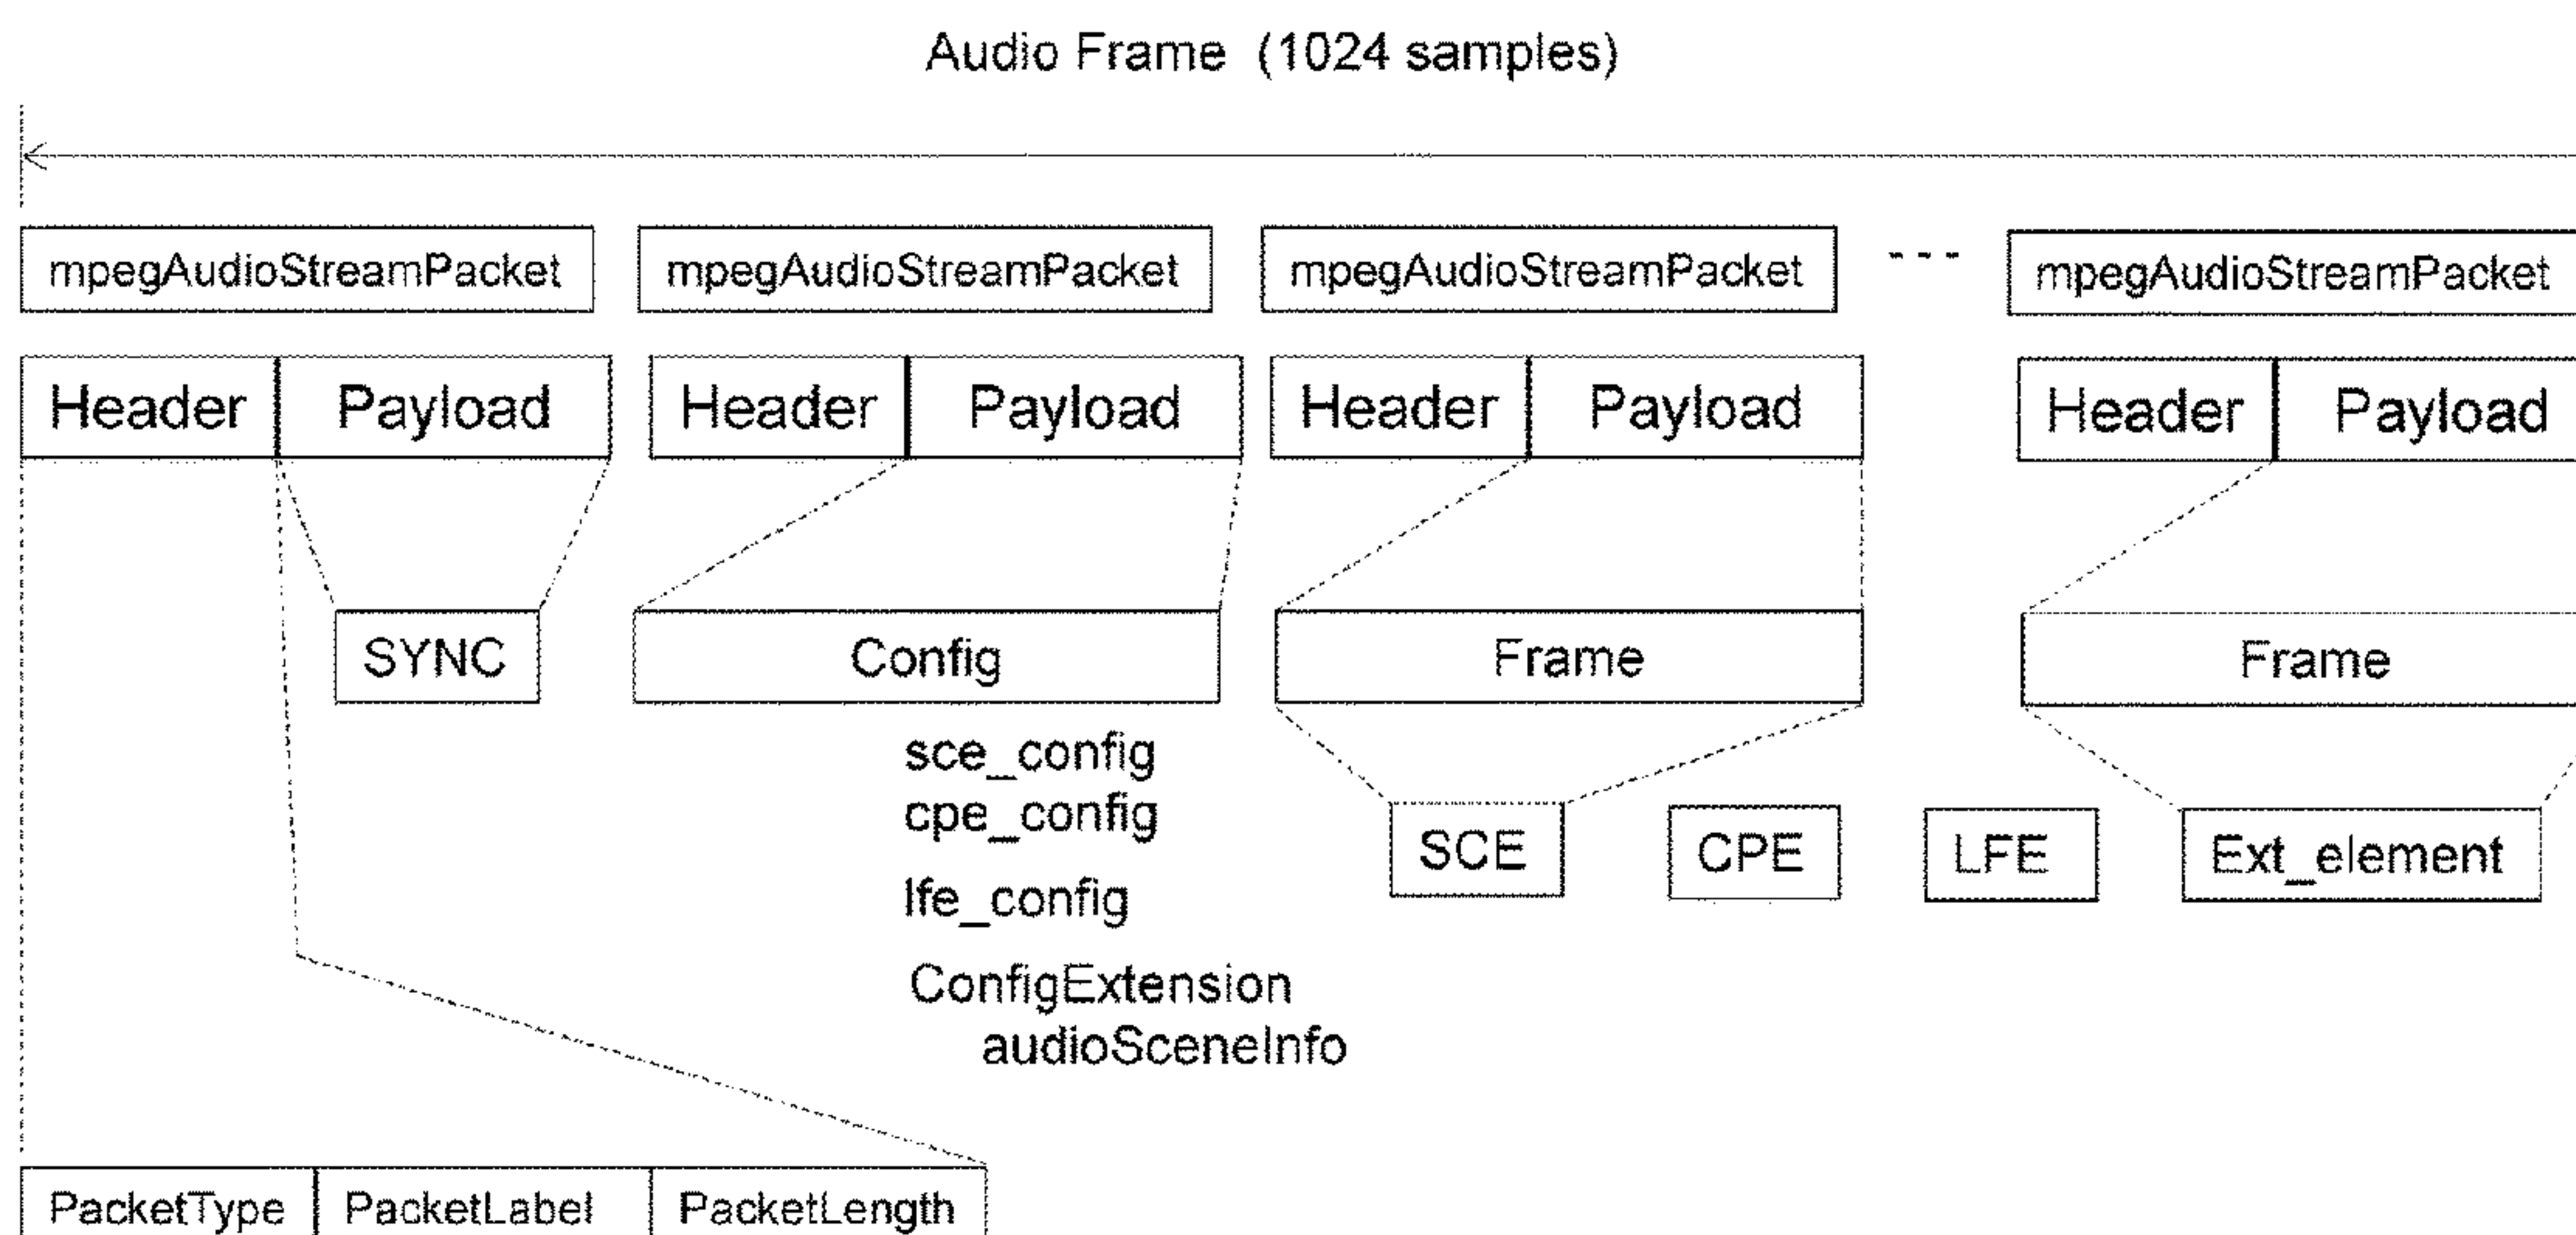 Audio Frame (1024 samples)
mpegAudioStreamPacket mpegAudioStreamPacket mpegAudioStreamPacket --- mpegAudioStreamPacket
Header Payload Header Payload Header Payload Header Payload
SYNC Config Frame Frame
sce_config
cpe_config
SCE CPE LFE Ext_element
lfe_config
ConfigExtension
audioSceneInfo
PacketType PacketLabel PacketLength